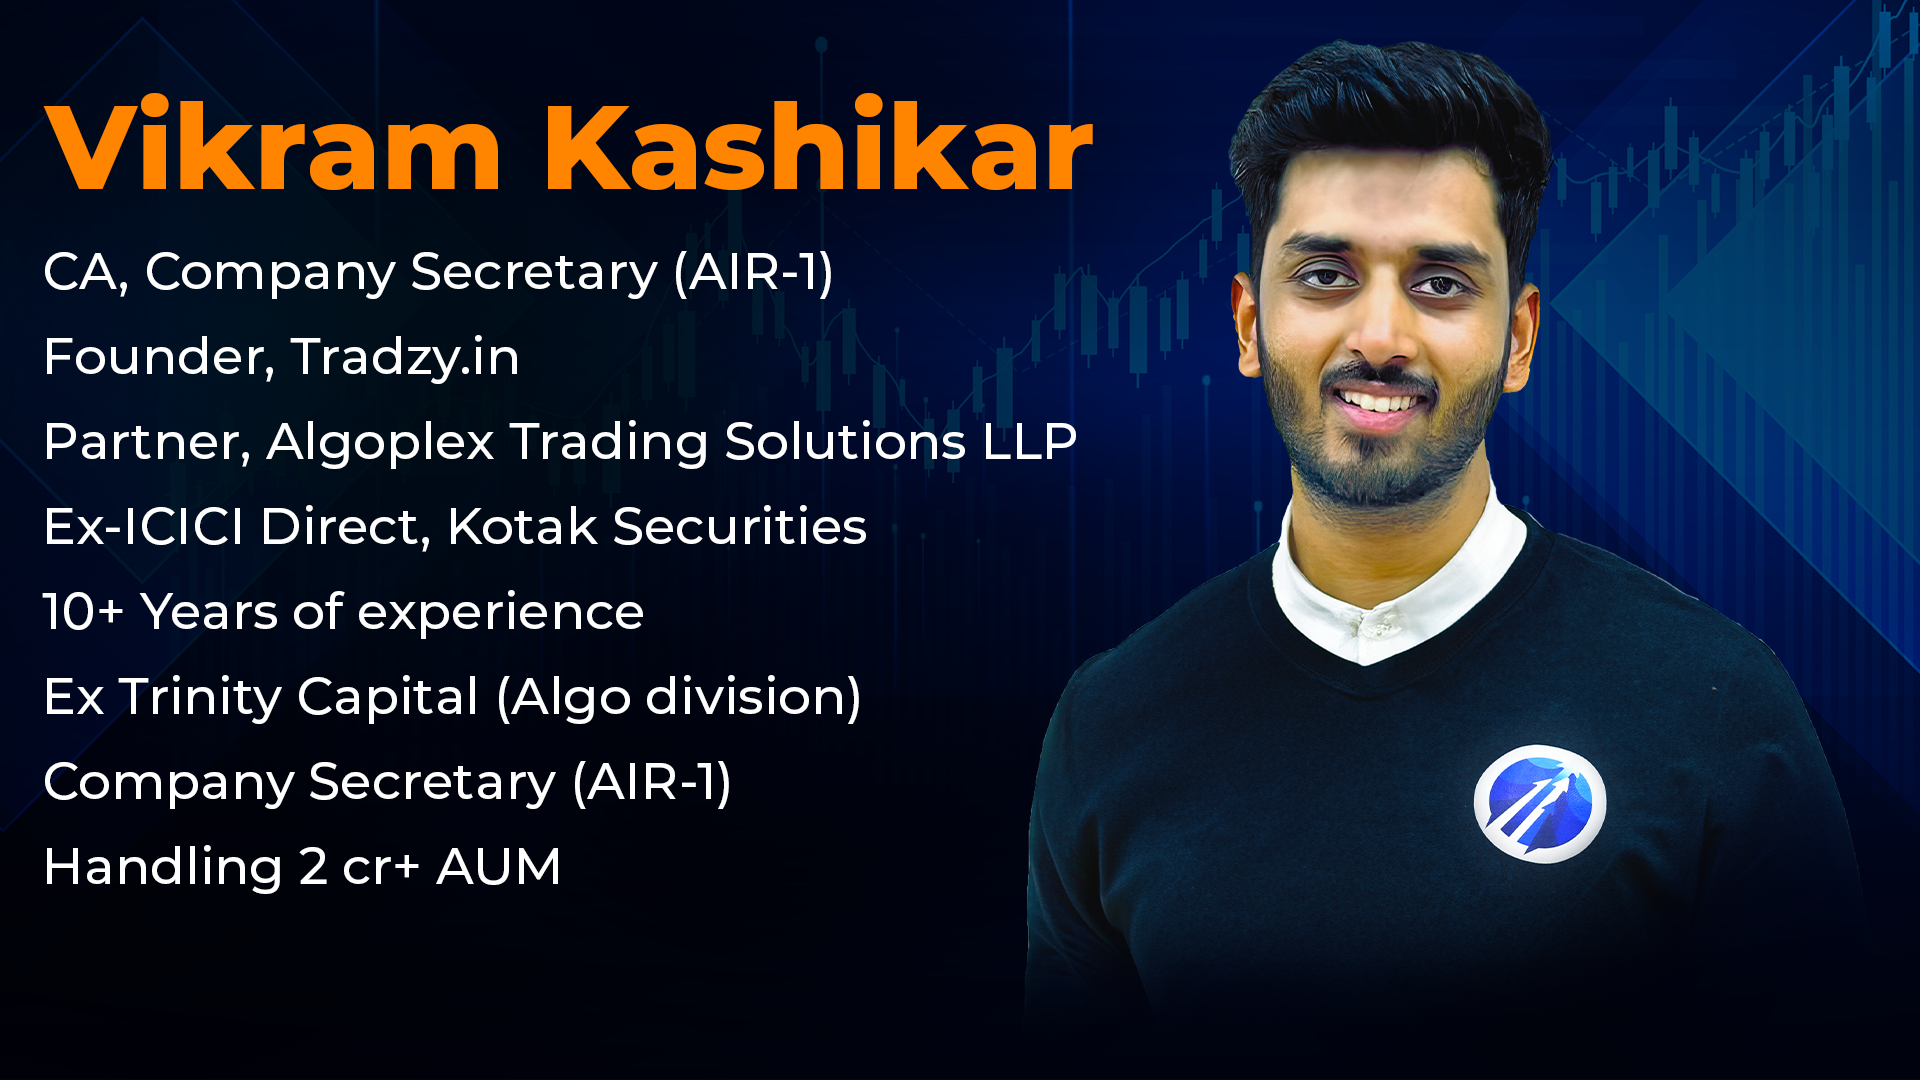 Vikram Kashikar
CA, Company Secretary (AIR-1)
Founder, Tradzy.in
Partner, Algoplex Trading Solutions LLP
Ex-ICICI Direct, Kotak Securities
10+ Years of experience
Ex Trinity Capital (Algo division)
Company Secretary (AIR-1)
Handling 2 cr+ AUM